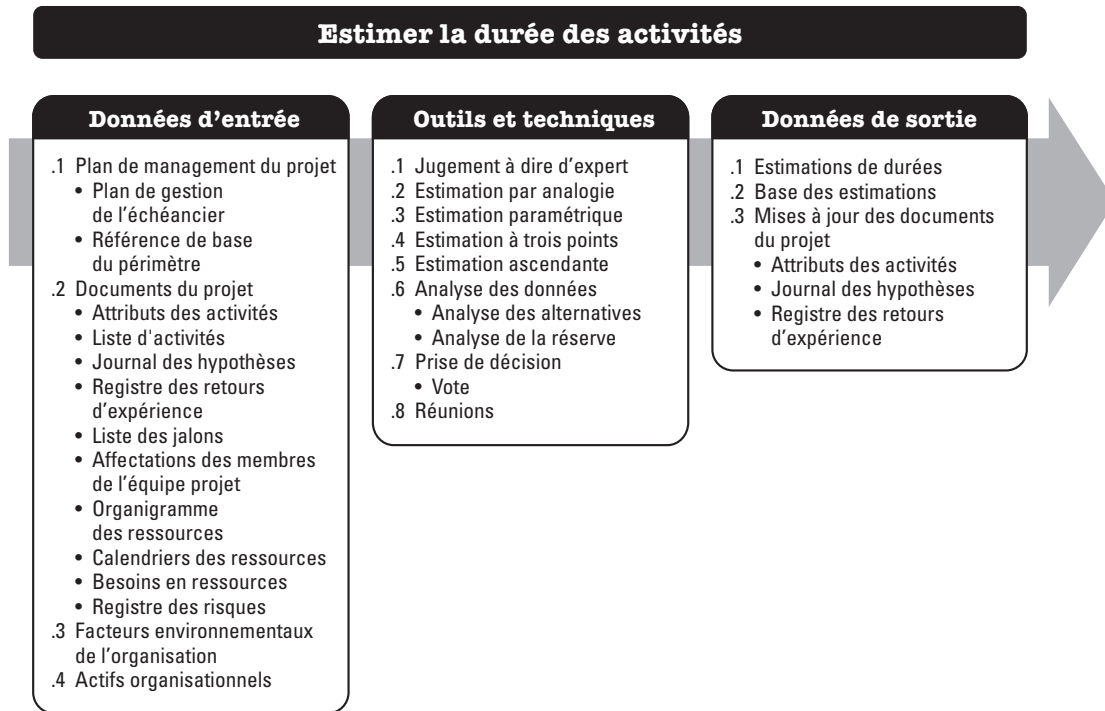 Estimer la durée des activités
Données d’entrée
.1 Plan de management du projet
• Plan de gestion
de l’échéancier
• Référence de base
du périmètre
.2 Documents du projet
• Attributs des activités
• Liste d'activités
• Journal des hypothèses
• Registre des retours
d’expérience
• Liste des jalons
• Affectations des membres
de l’équipe projet
• Organigramme
des ressources
• Calendriers des ressources
• Besoins en ressources
• Registre des risques
.3 Facteurs environnementaux
de l’organisation
.4 Actifs organisationnels
Outils et techniques
.1 Jugement à dire d’expert
.2 Estimation par analogie
.3 Estimation paramétrique
.4 Estimation à trois points
.5 Estimation ascendante
.6 Analyse des données
• Analyse des alternatives
• Analyse de la réserve
.7 Prise de décision
• Vote
.8 Réunions
Données de sortie
.1 Estimations de durées
.2 Base des estimations
.3 Mises à jour des documents
du projet
• Attributs des activités
• Journal des hypothèses
• Registre des retours
d’expérience